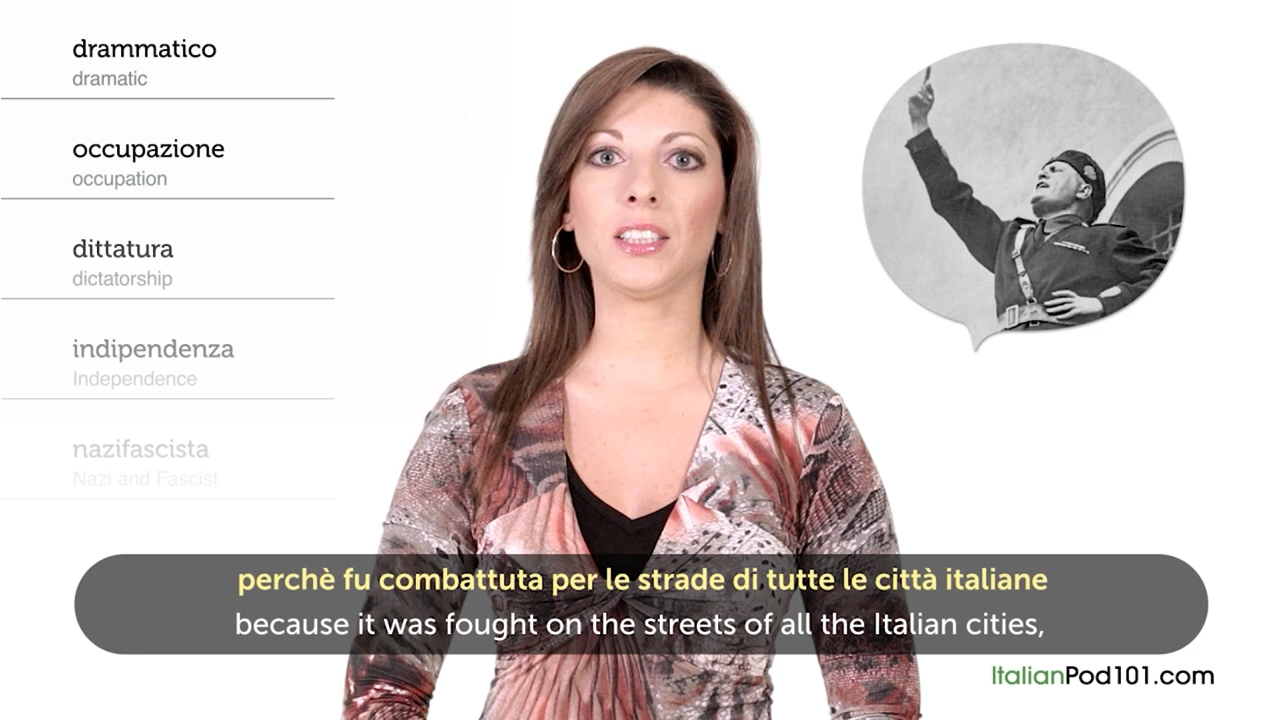 drammatico
dramatic
occupazione
occupation
dittatura
dictatorship
indipendenza
Independence
nazifascista
Nazi and Fascist
perchè fu combattuta per le strade di tutte le città italiane
because it was fought on the streets of all the Italian cities,
ItalianPod101.com